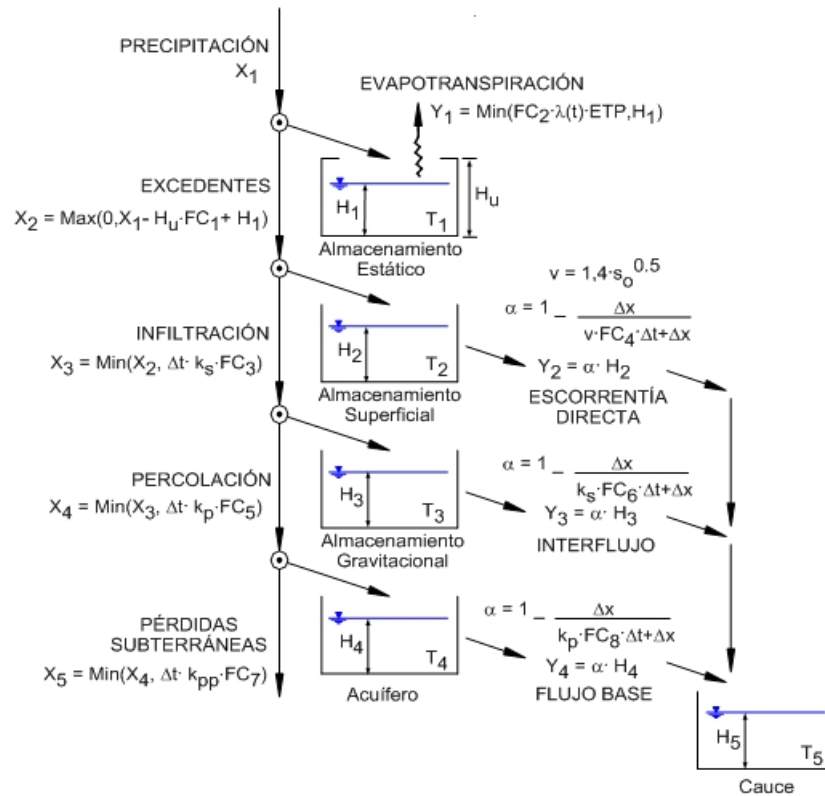 PRECIPITACIÓN
X1
EVAPOTRANSPIRACIÓN
Y1 = Min(FC2·λ(t)·ETP,H1)
EXCEDENTES
X2 = Max(0,X1- Hu·FC1+ H1)
H1
T1
Hu
Almacenamiento
Estático
v = 1,4·so^0.5
α = 1 - Δx / (v·FC4·Δt+Δx)
INFILTRACIÓN
X3 = Min(X2, Δt· ks·FC3)
H2
T2
Y2 = α· H2
Almacenamiento
Superficial
ESCORRENTÍA
DIRECTA
α = 1 - Δx / (ks·FC6·Δt+Δx)
PERCOLACIÓN
X4 = Min(X3, Δt· kp·FC5)
H3
T3
Y3 = α· H3
Almacenamiento
Gravitacional
INTERFLUJO
α = 1 - Δx / (kp·FC8·Δt+Δx)
PÉRDIDAS
SUBTERRÁNEAS
X5 = Min(X4, Δt· kpp·FC7)
H4
T4
Y4 = α· H4
Acuífero
FLUJO BASE
H5
T5
Cauce